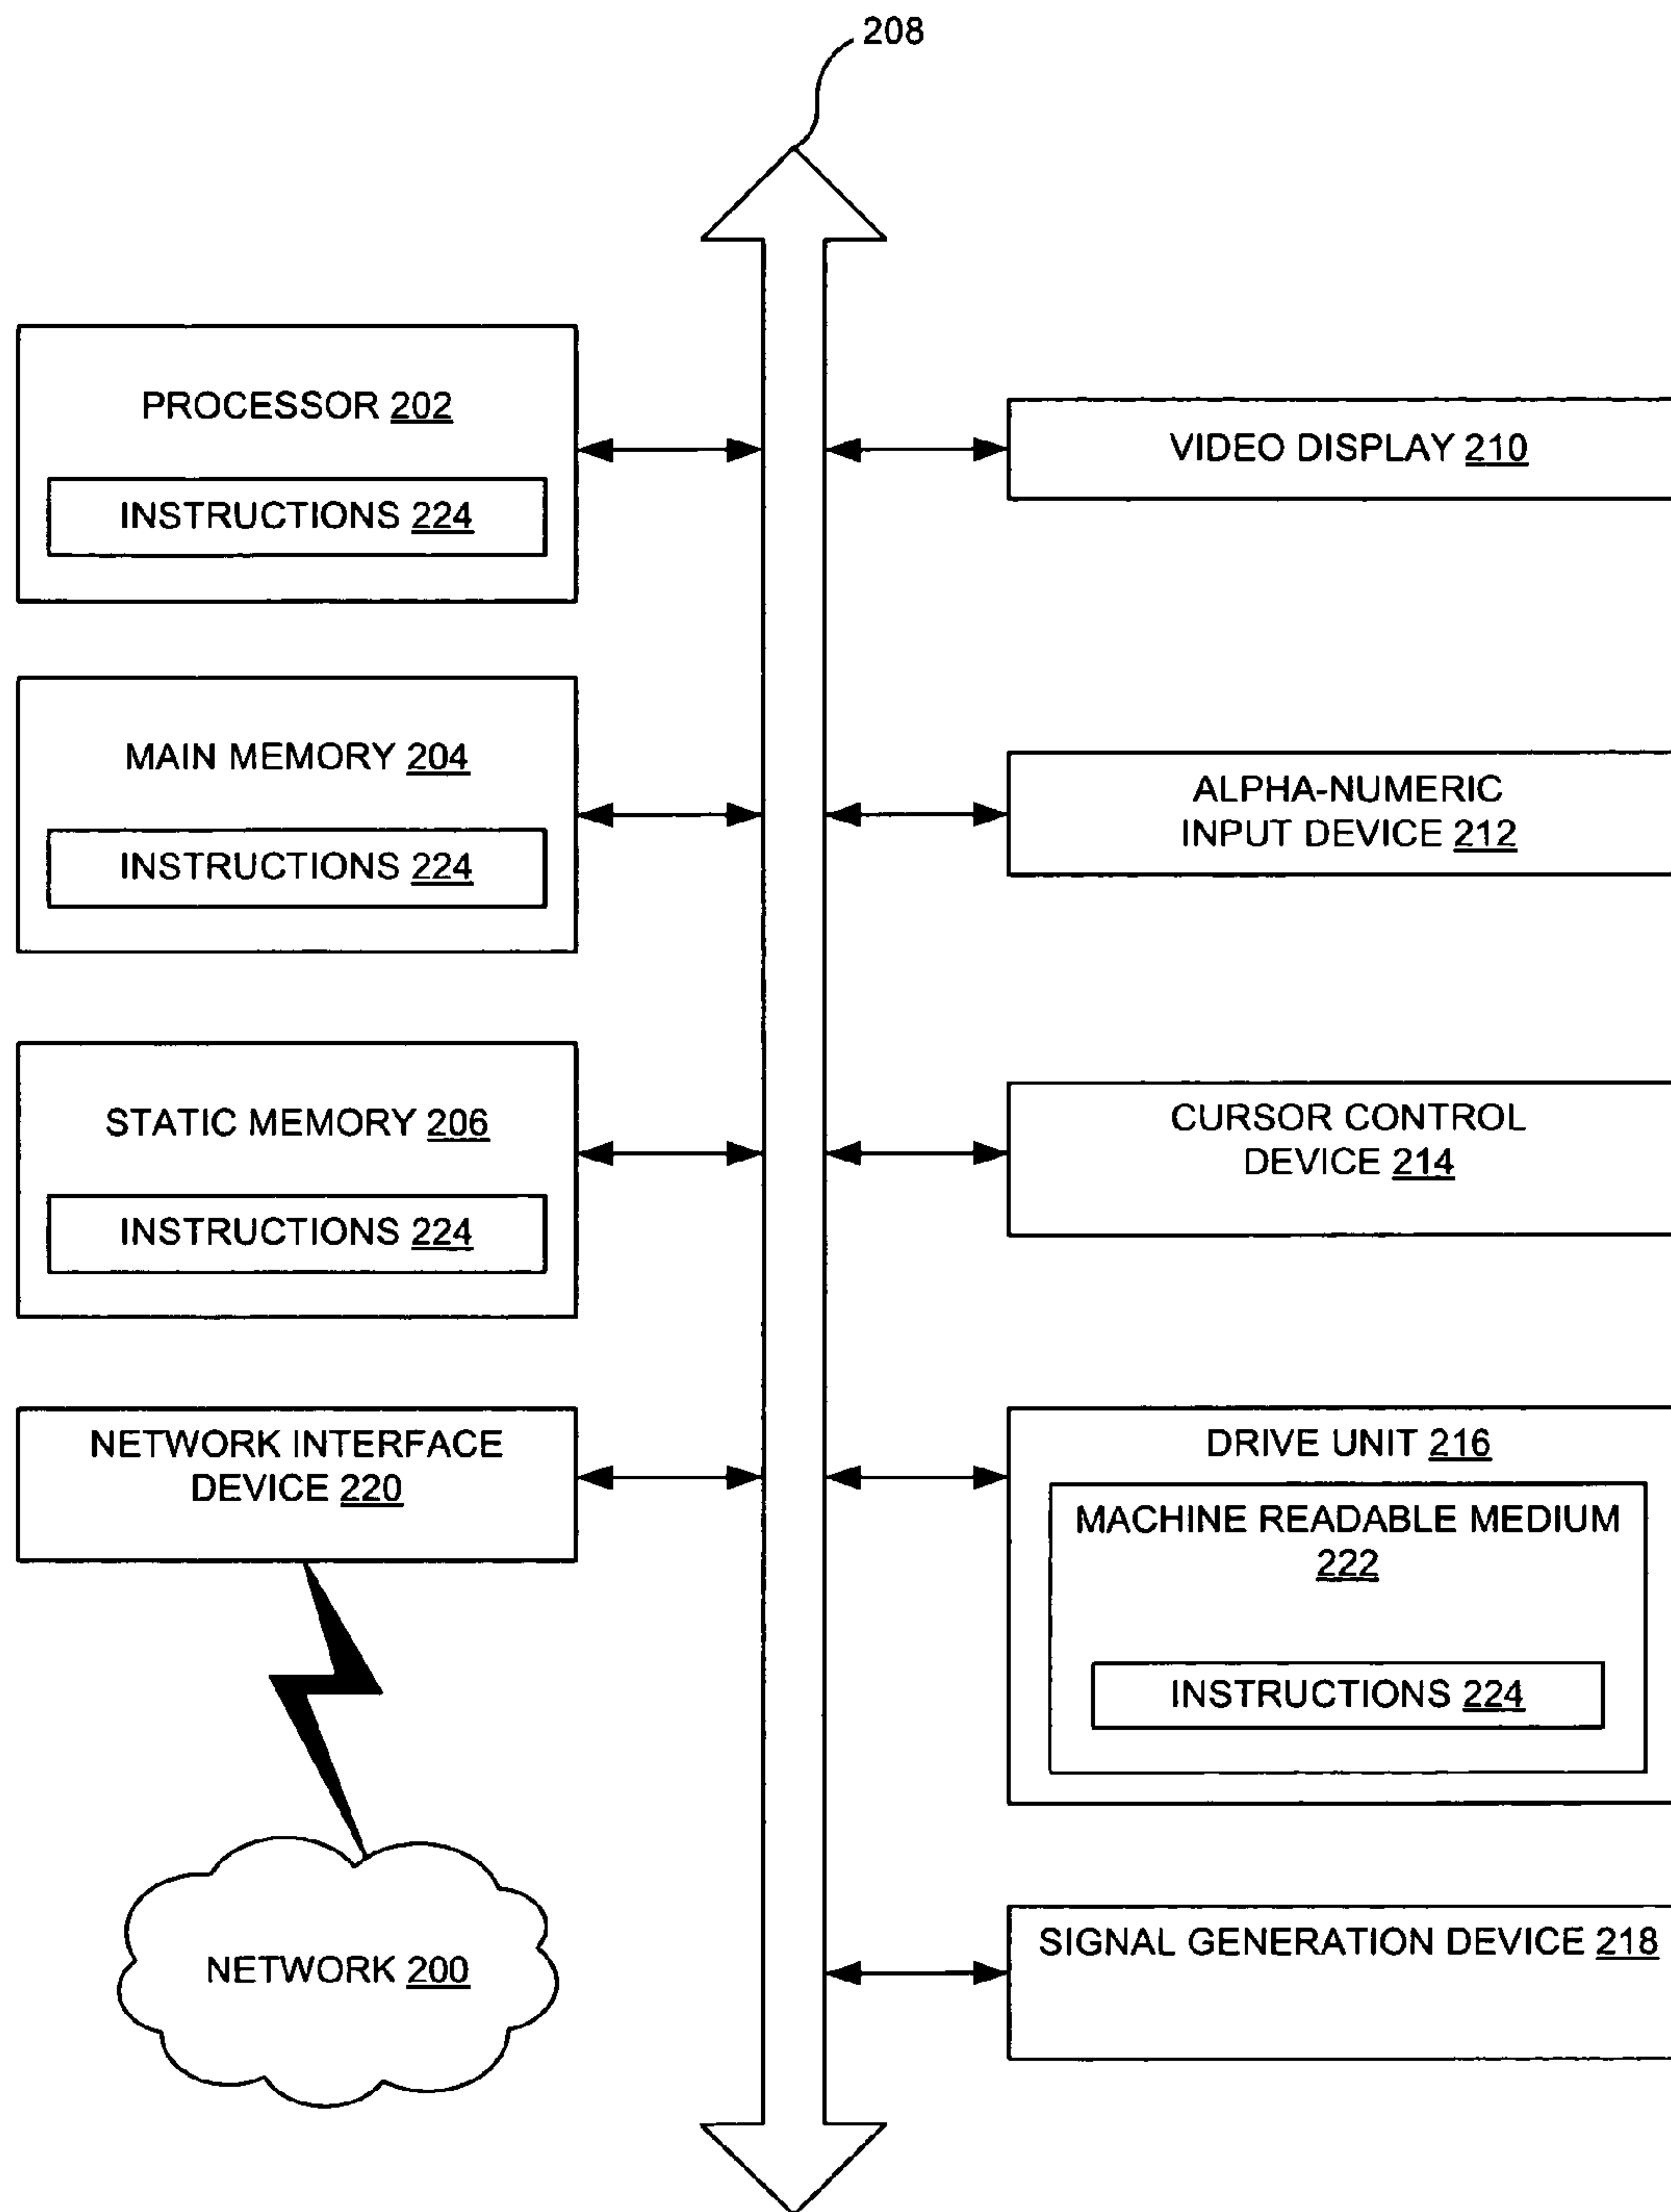 208
PROCESSOR 202
INSTRUCTIONS 224
VIDEO DISPLAY 210
MAIN MEMORY 204
INSTRUCTIONS 224
ALPHA-NUMERIC
INPUT DEVICE 212
STATIC MEMORY 206
INSTRUCTIONS 224
CURSOR CONTROL
DEVICE 214
NETWORK INTERFACE
DEVICE 220
DRIVE UNIT 216
MACHINE READABLE MEDIUM
222
INSTRUCTIONS 224
NETWORK 200
SIGNAL GENERATION DEVICE 218